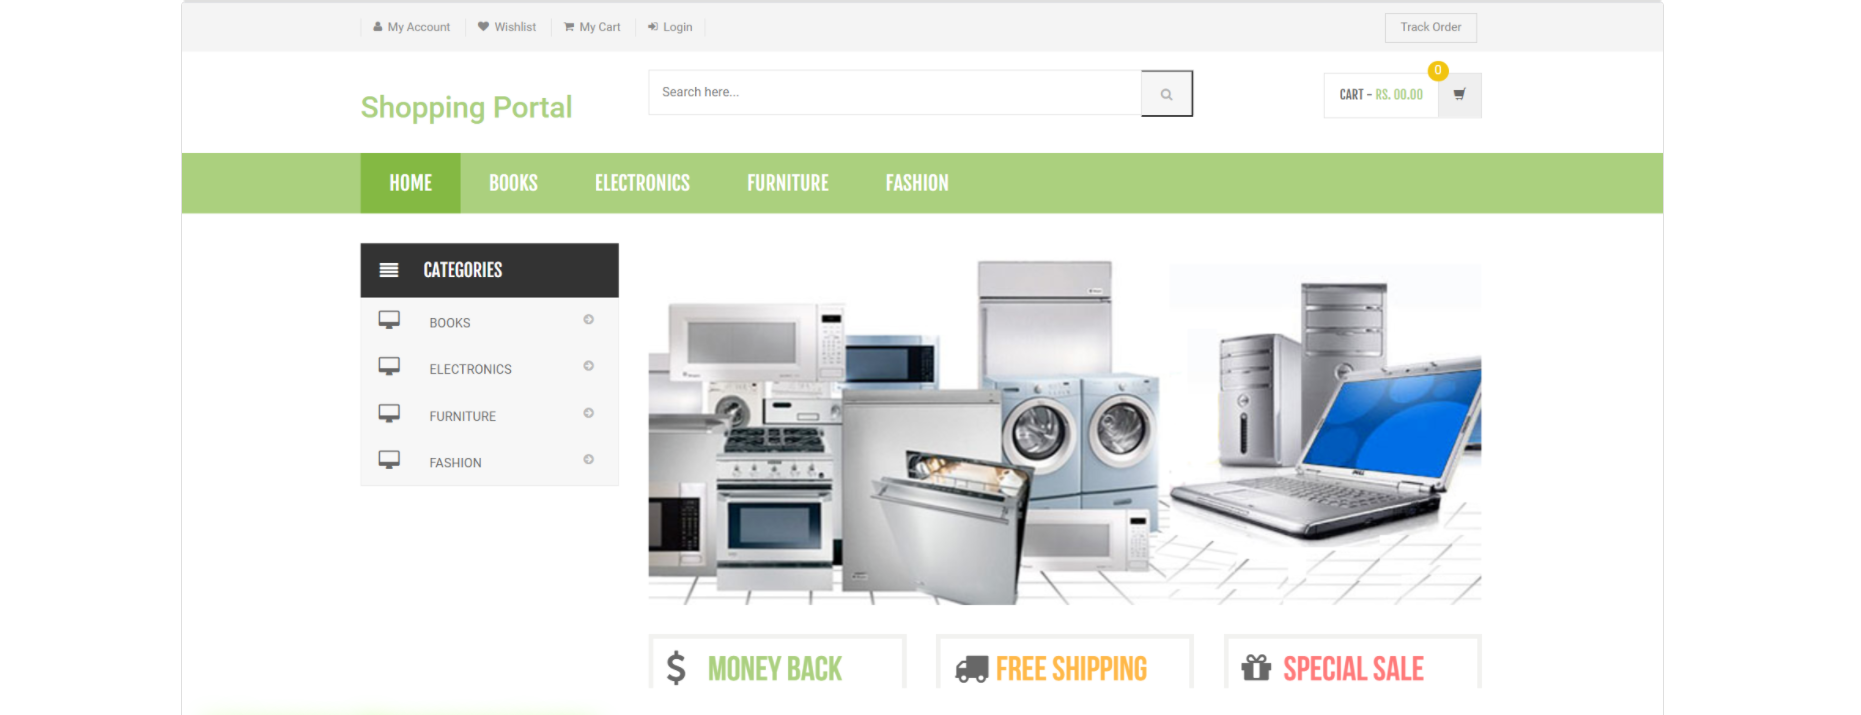 My Account Wishlist My Cart Login Track Order
Search here...
0
CART - RS. 00.00
Shopping Portal
HOME BOOKS ELECTRONICS FURNITURE FASHION
CATEGORIES
BOOKS
ELECTRONICS
FURNITURE
FASHION
DELL
$ MONEY BACK FREE SHIPPING SPECIAL SALE